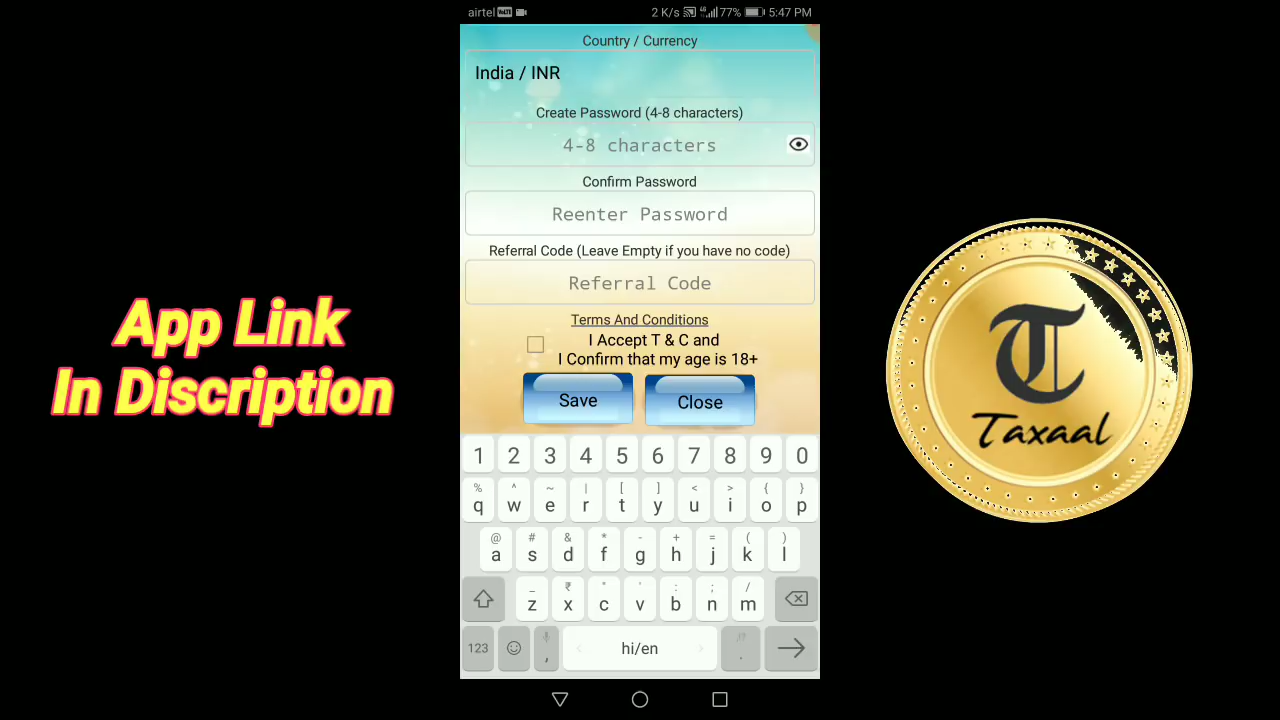 airtel 2 K/s 77% 5:47 PM
Country / Currency
India / INR
Create Password (4-8 characters)
4-8 characters
Confirm Password
Reenter Password
Referral Code (Leave Empty if you have no code)
Referral Code
Terms And Conditions
I Accept T & C and
I Confirm that my age is 18+
Save Close
App Link
In Discription
T
Taxaal
1 2 3 4 5 6 7 8 9 0
% ^ ~ | [ ] < > { }
q w e r t y u i o p
@ # & * - + = ( )
a s d f g h j k l
_ ₹ " ' : ; /
z x c v b n m
123 , hi/en .